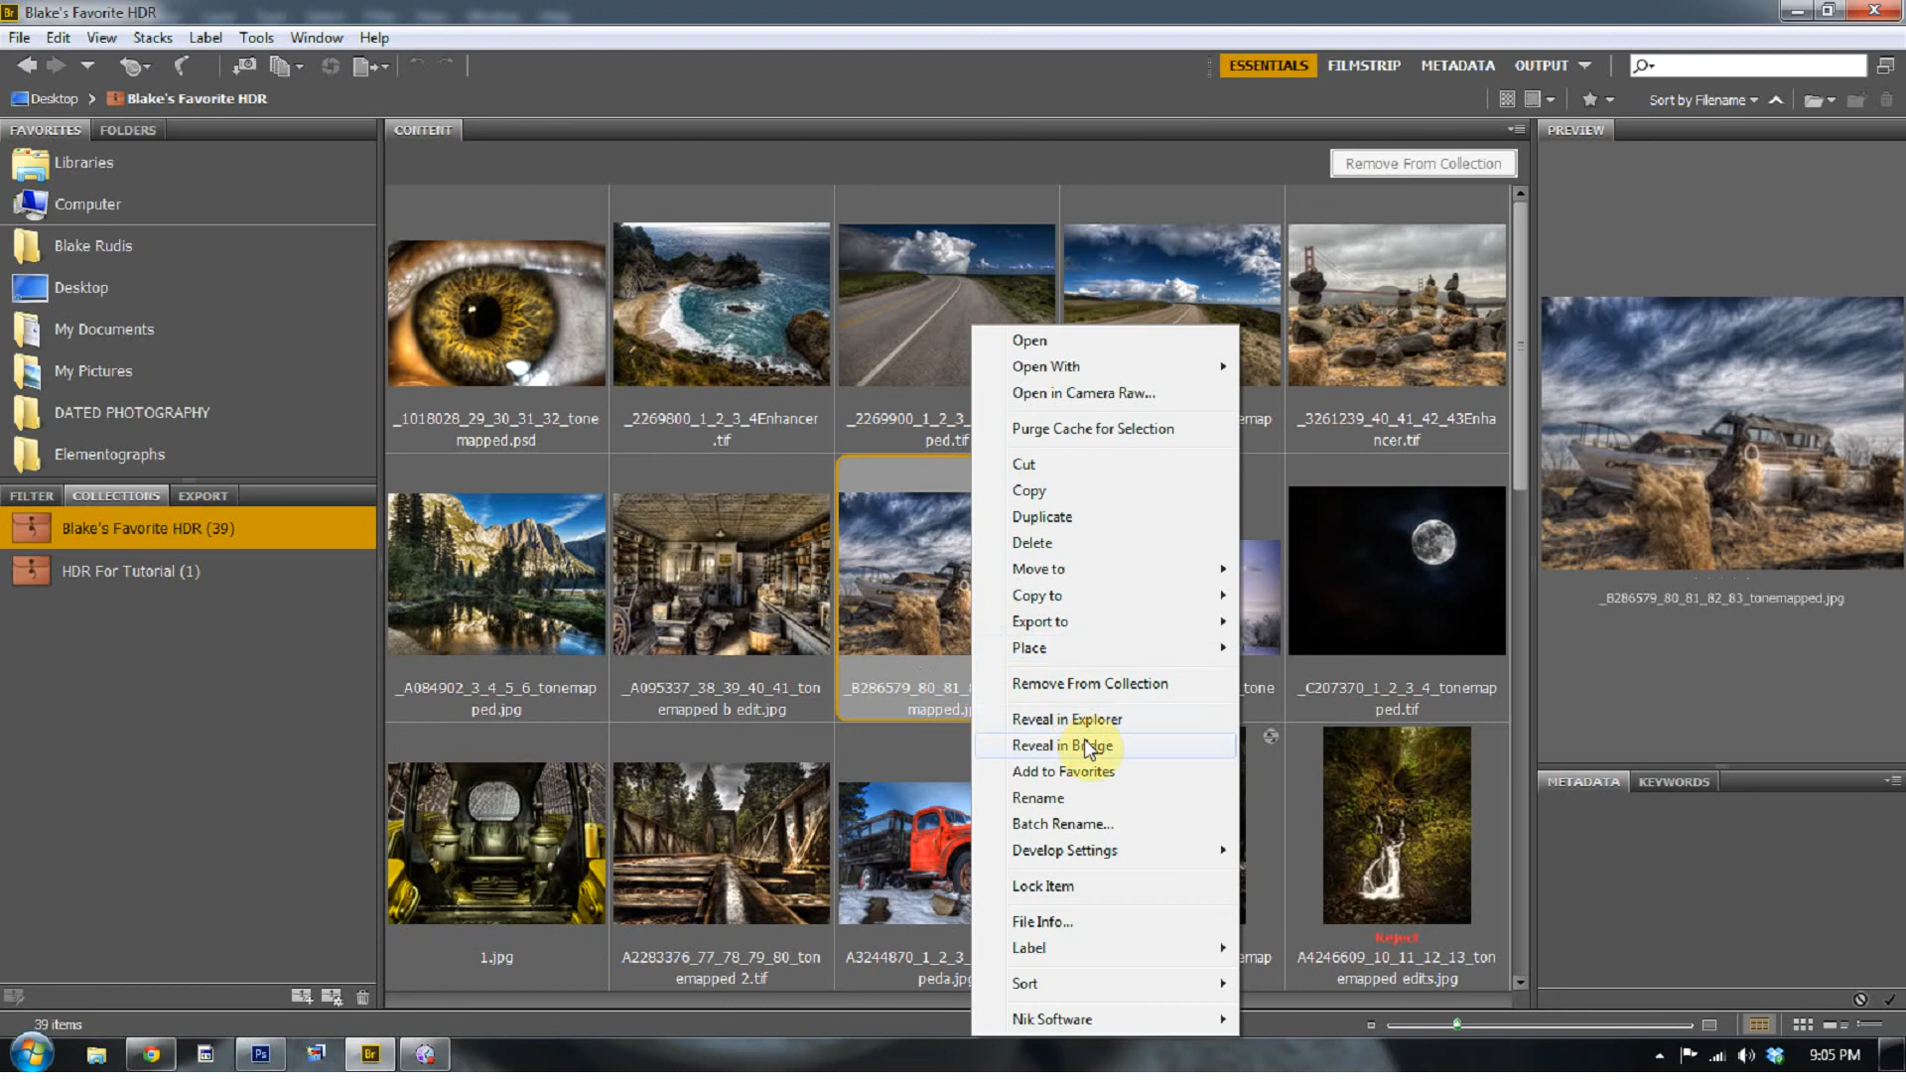 Br Blake's Favorite HDR
File Edit View Stacks Label Tools Window Help
ESSENTIALS FILMSTRIP METADATA OUTPUT
Desktop Blake's Favorite HDR
Sort by Filename
FAVORITES FOLDERS
CONTENT
PREVIEW
Remove From Collection
Libraries
Computer
Blake Rudis
Desktop
My Documents
My Pictures
DATED PHOTOGRAPHY
Elementographs
FILTER COLLECTIONS EXPORT
Blake's Favorite HDR (39)
HDR For Tutorial (1)
_1018028_29_30_31_32_tone
mapped.psd
_2269800_1_2_3_4Enhancer
.tif
_2269900_1_2_3_
ped.tif
emap
_3261239_40_41_42_43Enha
ncer.tif
_A084902_3_4_5_6_tonemap
ped.jpg
_A095337_38_39_40_41_ton
emapped b edit.jpg
_B286579_80_81_
mapped.j
_tone
_C207370_1_2_3_4_tonemap
ped.tif
1.jpg
A2283376_77_78_79_80_ton
emapped 2.tif
A3244870_1_2_3_
peda.jpg
emap
Reject
A4246609_10_11_12_13_ton
emapped edits.jpg
Open
Open With
Open in Camera Raw...
Purge Cache for Selection
Cut
Copy
Duplicate
Delete
Move to
Copy to
Export to
Place
Remove From Collection
Reveal in Explorer
Reveal in Bridge
Add to Favorites
Rename
Batch Rename...
Develop Settings
Lock Item
File Info...
Label
Sort
Nik Software
_B286579_80_81_82_83_tonemapped.jpg
METADATA KEYWORDS
39 items
Ps
Br
9:05 PM